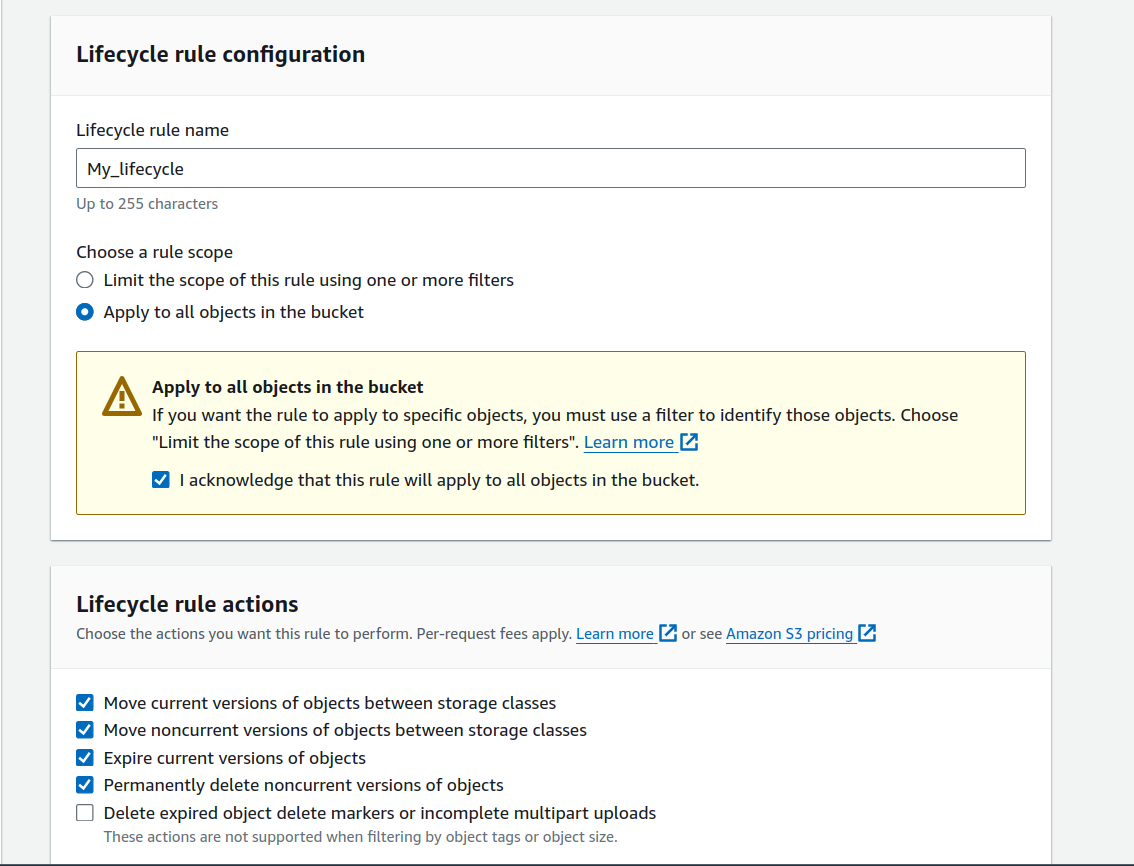 Lifecycle rule configuration
Lifecycle rule name
My_lifecycle
Up to 255 characters
Choose a rule scope
Limit the scope of this rule using one or more filters
Apply to all objects in the bucket
Apply to all objects in the bucket
If you want the rule to apply to specific objects, you must use a filter to identify those objects. Choose
"Limit the scope of this rule using one or more filters". Learn more
I acknowledge that this rule will apply to all objects in the bucket.
Lifecycle rule actions
Choose the actions you want this rule to perform. Per-request fees apply. Learn more or see Amazon S3 pricing
Move current versions of objects between storage classes
Move noncurrent versions of objects between storage classes
Expire current versions of objects
Permanently delete noncurrent versions of objects
Delete expired object delete markers or incomplete multipart uploads
These actions are not supported when filtering by object tags or object size.